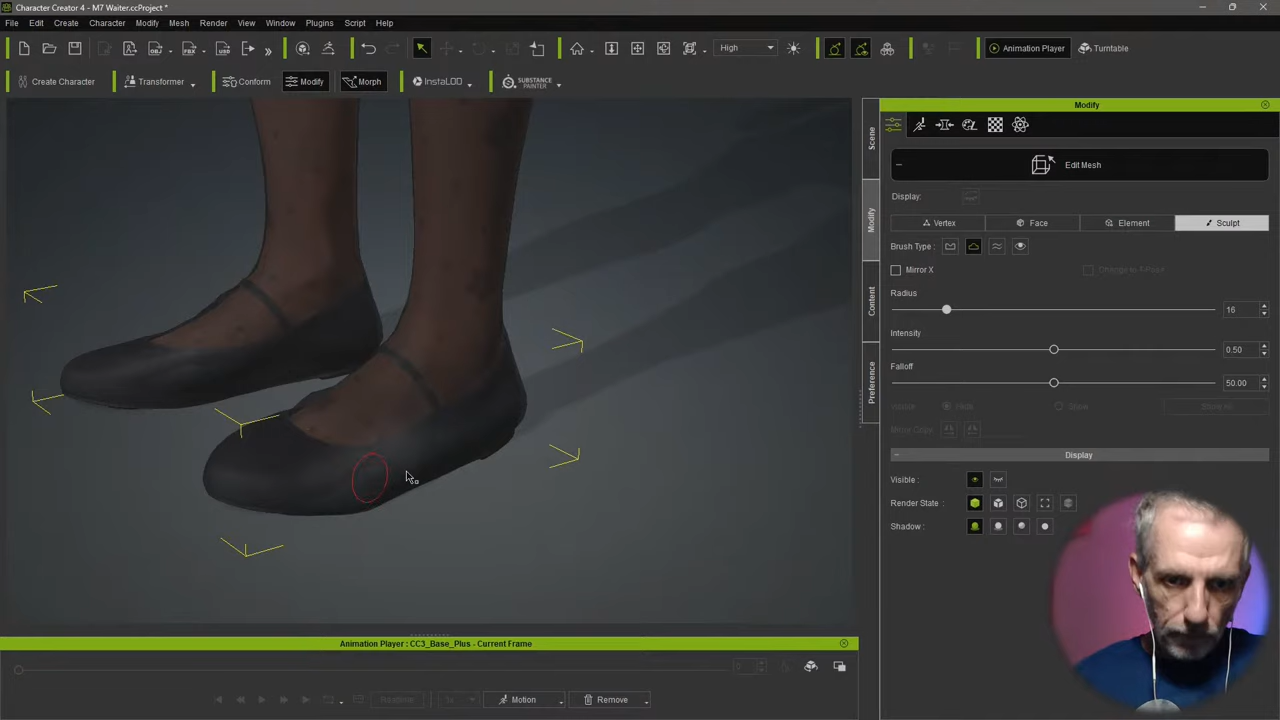 Character Creator 4 - M7 Waiter.ccProject *
File Edit Create Character Modify Mesh Render View Window Plugins Script Help
High Animation Player Turntable
Create Character Transformer Conform Modify Morph InstaLOD SUBSTANCE PAINTER
Modify
Scene
Modify
Content
Preference
Edit Mesh
Display:
Vertex Face Element Sculpt
Brush Type :
Mirror X
Radius
16
Intensity
0.50
Falloff
50.00
Mirror Copy
Display
Visible :
Render State :
Shadow :
Animation Player : CC3_Base_Plus - Current Frame
Motion Remove